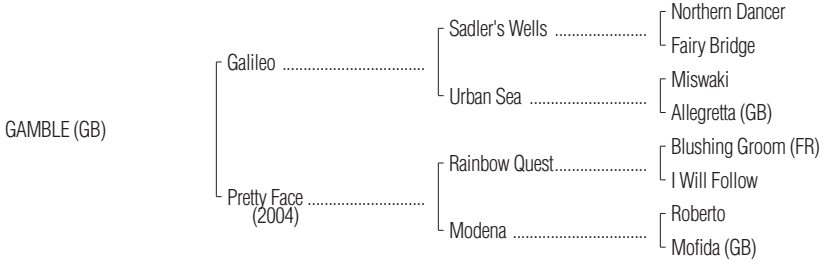 Northern Dancer
Sadler's Wells ....................
Fairy Bridge
Galileo ................................
Miswaki
Urban Sea .........................
Allegretta (GB)
GAMBLE (GB)
Blushing Groom (FR)
Rainbow Quest....................
I Will Follow
Pretty Face ..........................
(2004)
Roberto
Modena .............................
Mofida (GB)